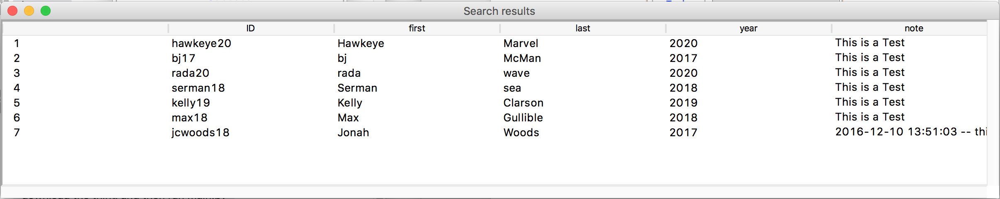 Search results
ID first last year note
1 hawkeye20 Hawkeye Marvel 2020 This is a Test
2 bj17 bj McMan 2017 This is a Test
3 rada20 rada wave 2020 This is a Test
4 serman18 Serman sea 2018 This is a Test
5 kelly19 Kelly Clarson 2019 This is a Test
6 max18 Max Gullible 2018 This is a Test
7 jcwoods18 Jonah Woods 2017 2016-12-10 13:51:03 -- thi